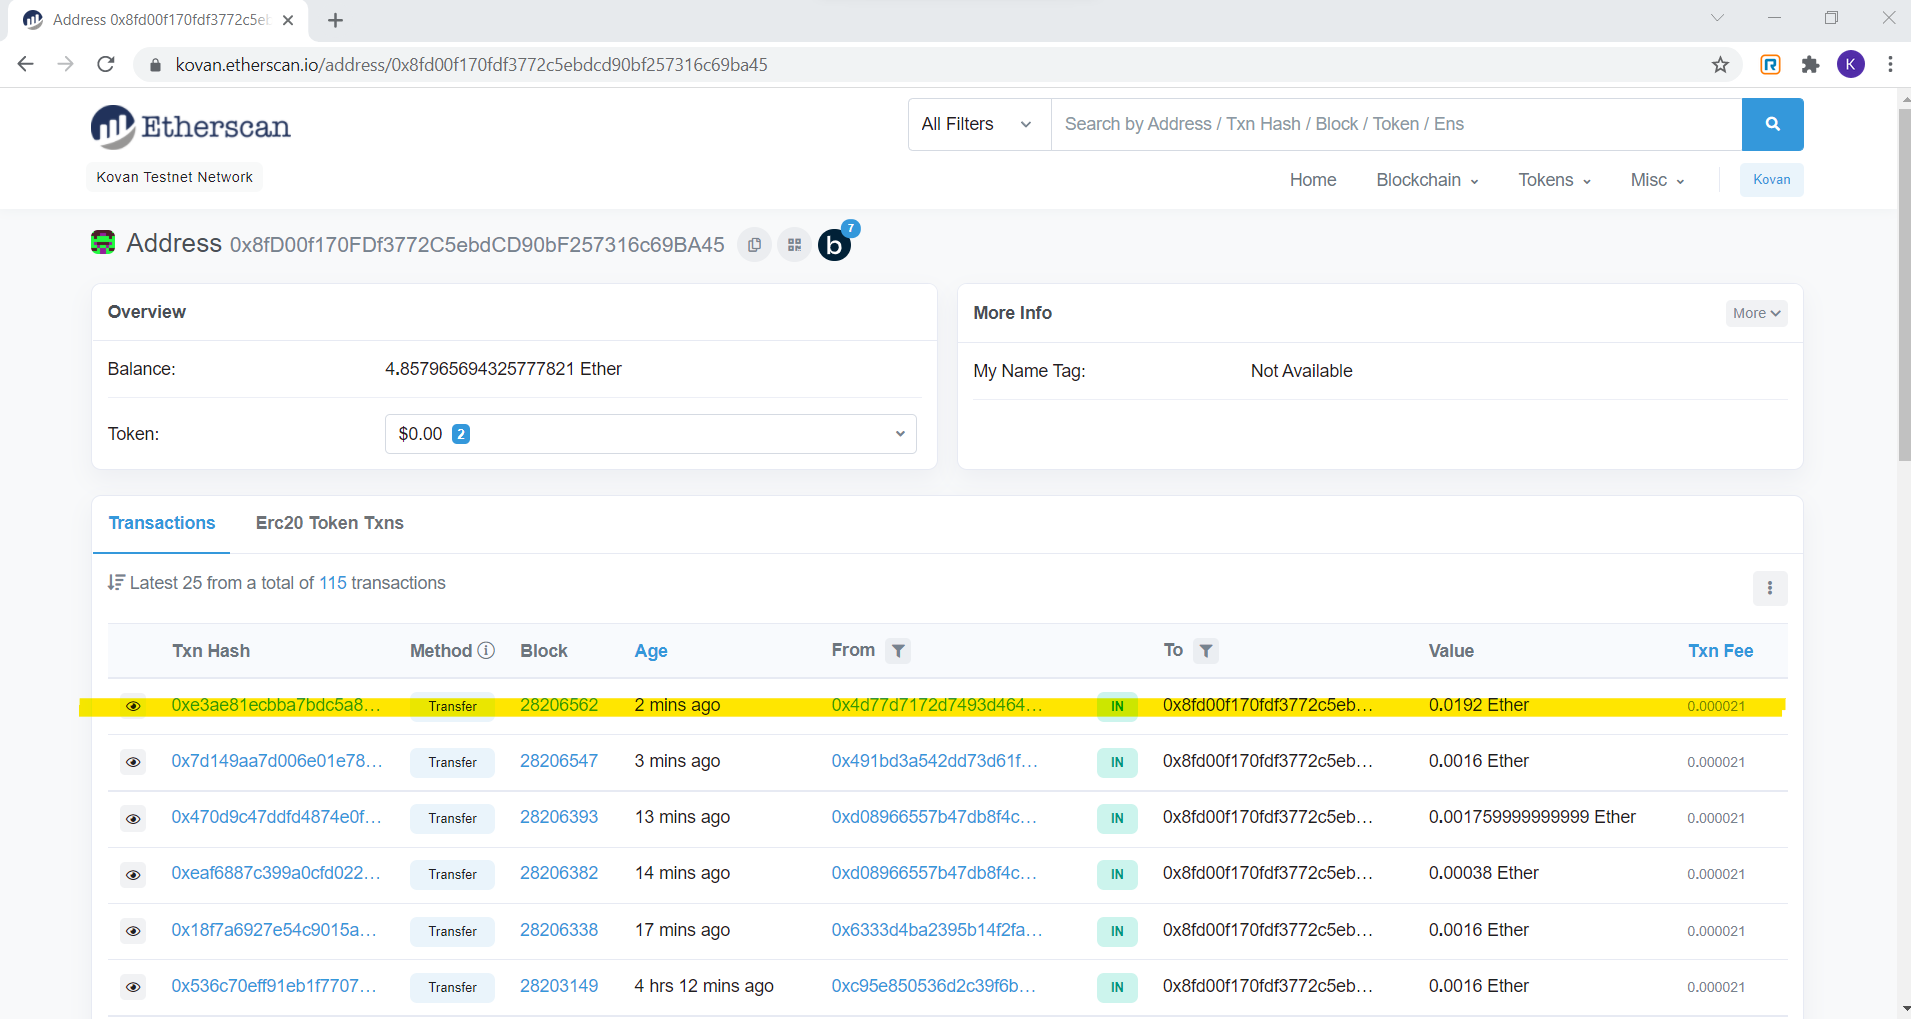 Address 0x8fd00f170fdf3772c5eb
kovan.etherscan.io/address/0x8fd00f170fdf3772c5ebdcd90bf257316c69ba45
K
Etherscan
All Filters
Search by Address / Txn Hash / Block / Token / Ens
Kovan Testnet Network
Home Blockchain Tokens Misc Kovan
Address 0x8fD00f170FDf3772C5ebdCD90bF257316c69BA45 b 7
Overview
Balance: 4.857965694325777821 Ether
Token: $0.00 2
More Info More
My Name Tag: Not Available
Transactions Erc20 Token Txns
Latest 25 from a total of 115 transactions
Txn Hash Method Block Age From To Value Txn Fee
0xe3ae81ecbba7bdc5a8... Transfer 28206562 2 mins ago 0x4d77d7172d7493d464... IN 0x8fd00f170fdf3772c5eb... 0.0192 Ether 0.000021
0x7d149aa7d006e01e78... Transfer 28206547 3 mins ago 0x491bd3a542dd73d61f... IN 0x8fd00f170fdf3772c5eb... 0.0016 Ether 0.000021
0x470d9c47ddfd4874e0f... Transfer 28206393 13 mins ago 0xd08966557b47db8f4c... IN 0x8fd00f170fdf3772c5eb... 0.001759999999999 Ether 0.000021
0xeaf6887c399a0cfd022... Transfer 28206382 14 mins ago 0xd08966557b47db8f4c... IN 0x8fd00f170fdf3772c5eb... 0.00038 Ether 0.000021
0x18f7a6927e54c9015a... Transfer 28206338 17 mins ago 0x6333d4ba2395b14f2fa... IN 0x8fd00f170fdf3772c5eb... 0.0016 Ether 0.000021
0x536c70eff91eb1f7707... Transfer 28203149 4 hrs 12 mins ago 0xc95e850536d2c39f6b... IN 0x8fd00f170fdf3772c5eb... 0.0016 Ether 0.000021